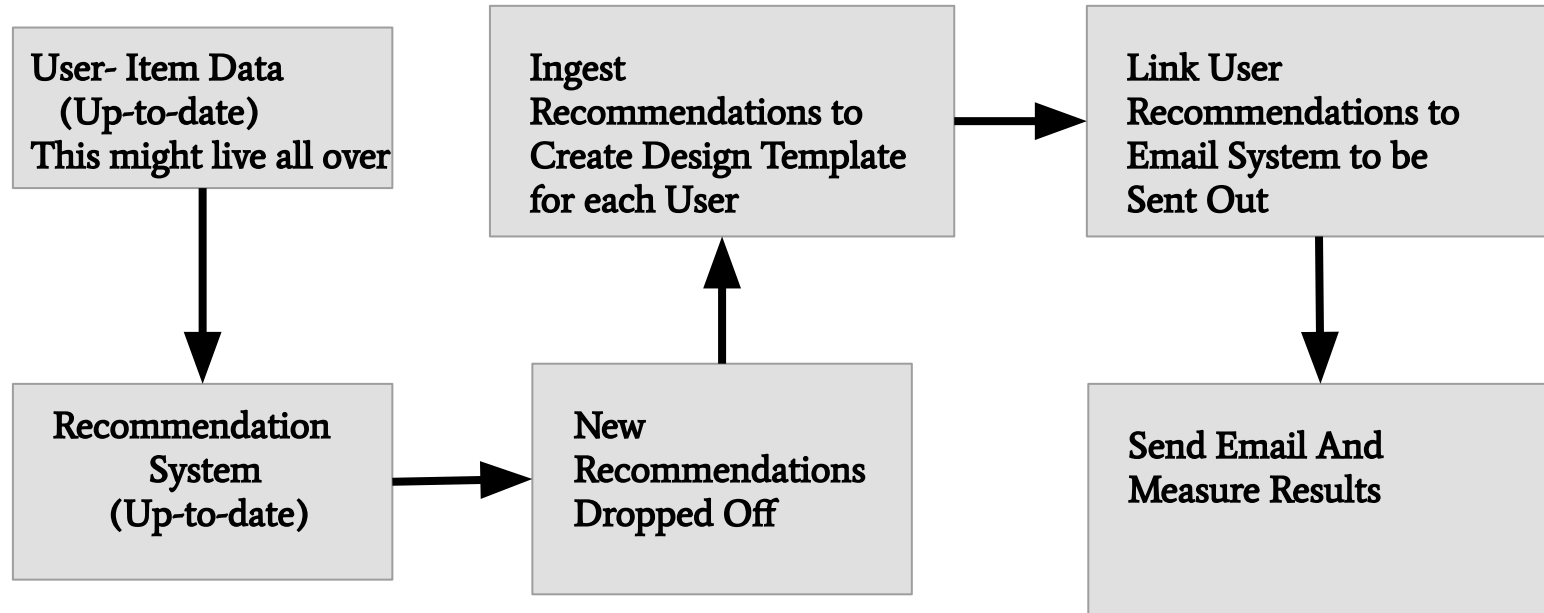 User- Item Data
(Up-to-date)
This might live all over
Recommendation
System
(Up-to-date)
New
Recommendations
Dropped Off
Ingest
Recommendations to
Create Design Template
for each User
Link User
Recommendations to
Email System to be
Sent Out
Send Email And
Measure Results